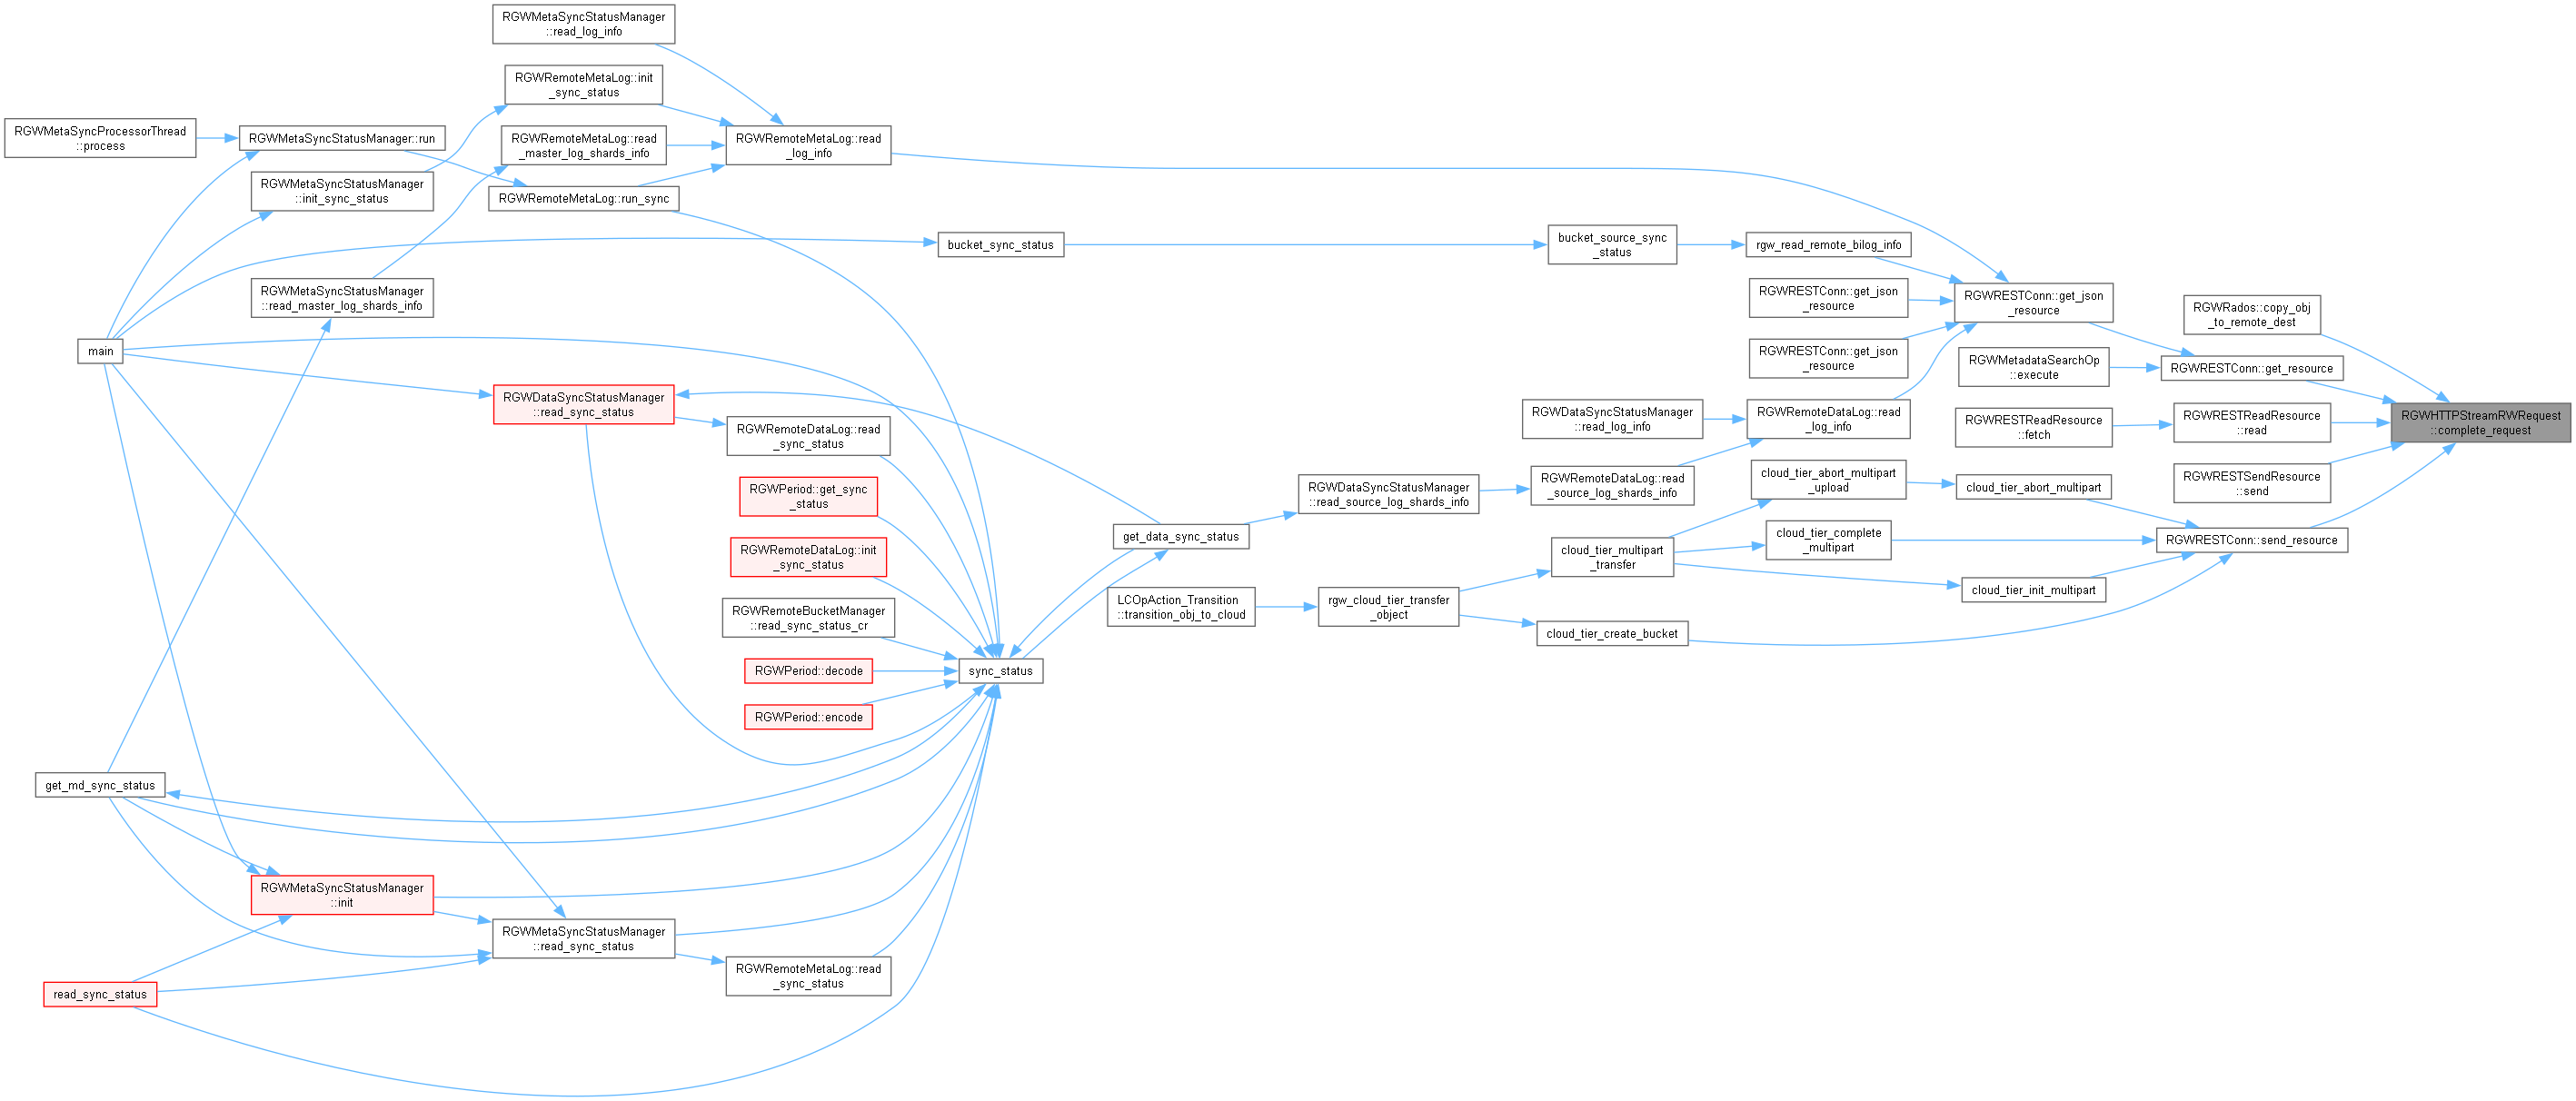 RGWMetaSyncStatusManager
::read_log_info
RGWRemoteMetaLog::init
_sync_status
RGWMetaSyncProcessorThread
::process
RGWMetaSyncStatusManager::run
RGWRemoteMetaLog::read
_master_log_shards_info
RGWRemoteMetaLog::read
_log_info
RGWMetaSyncStatusManager
::init_sync_status
RGWRemoteMetaLog::run_sync
bucket_sync_status
bucket_source_sync
_status
rgw_read_remote_bilog_info
RGWMetaSyncStatusManager
::read_master_log_shards_info
RGWRESTConn::get_json
_resource
RGWRESTConn::get_json
_resource
RGWRados::copy_obj
_to_remote_dest
main
RGWRESTConn::get_json
_resource
RGWMetadataSearchOp
::execute
RGWRESTConn::get_resource
RGWDataSyncStatusManager
::read_sync_status
RGWRemoteDataLog::read
_sync_status
RGWDataSyncStatusManager
::read_log_info
RGWRemoteDataLog::read
_log_info
RGWRESTReadResource
::fetch
RGWRESTReadResource
::read
RGWHTTPStreamRWRequest
::complete_request
RGWPeriod::get_sync
_status
RGWDataSyncStatusManager
::read_source_log_shards_info
RGWRemoteDataLog::read
_source_log_shards_info
cloud_tier_abort_multipart
_upload
cloud_tier_abort_multipart
RGWRESTSendResource
::send
RGWRemoteDataLog::init
_sync_status
get_data_sync_status
cloud_tier_multipart
_transfer
cloud_tier_complete
_multipart
RGWRESTConn::send_resource
RGWRemoteBucketManager
::read_sync_status_cr
LCOpAction_Transition
::transition_obj_to_cloud
rgw_cloud_tier_transfer
_object
cloud_tier_init_multipart
cloud_tier_create_bucket
RGWPeriod::decode
sync_status
RGWPeriod::encode
get_md_sync_status
RGWMetaSyncStatusManager
::init
RGWMetaSyncStatusManager
::read_sync_status
RGWRemoteMetaLog::read
_sync_status
read_sync_status